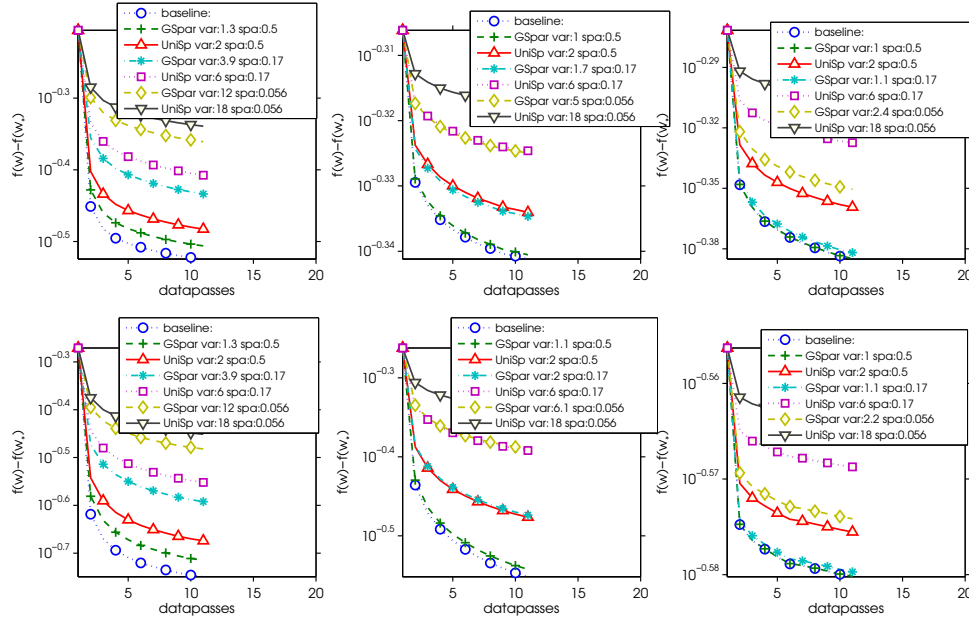 baseline:
GSpar var:1.3 spa:0.5
UniSp var:2 spa:0.5
GSpar var:3.9 spa:0.17
UniSp var:6 spa:0.17
GSpar var:12 spa:0.056
UniSp var:18 spa:0.056
10^-0.3
10^-0.4
10^-0.5
f(w)−f(w*)
5 10 15 20
datapasses
baseline:
GSpar var:1 spa:0.5
UniSp var:2 spa:0.5
GSpar var:1.7 spa:0.17
UniSp var:6 spa:0.17
GSpar var:5 spa:0.056
UniSp var:18 spa:0.056
10^-0.31
10^-0.32
10^-0.33
10^-0.34
f(w)−f(w*)
5 10 15 20
datapasses
baseline:
GSpar var:1 spa:0.5
UniSp var:2 spa:0.5
GSpar var:1.1 spa:0.17
UniSp var:6 spa:0.17
GSpar var:2.4 spa:0.056
UniSp var:18 spa:0.056
10^-0.29
10^-0.32
10^-0.35
10^-0.38
f(w)−f(w*)
5 10 15 20
datapasses
baseline:
GSpar var:1.3 spa:0.5
UniSp var:2 spa:0.5
GSpar var:3.9 spa:0.17
UniSp var:6 spa:0.17
GSpar var:12 spa:0.056
UniSp var:18 spa:0.056
10^-0.3
10^-0.4
10^-0.5
10^-0.6
10^-0.7
f(w)−f(w*)
5 10 15 20
datapasses
baseline:
GSpar var:1.1 spa:0.5
UniSp var:2 spa:0.5
GSpar var:2 spa:0.17
UniSp var:6 spa:0.17
GSpar var:6.1 spa:0.056
UniSp var:18 spa:0.056
10^-0.3
10^-0.4
10^-0.5
f(w)−f(w*)
5 10 15 20
datapasses
baseline:
GSpar var:1 spa:0.5
UniSp var:2 spa:0.5
GSpar var:1.1 spa:0.17
UniSp var:6 spa:0.17
GSpar var:2.2 spa:0.056
UniSp var:18 spa:0.056
10^-0.56
10^-0.57
10^-0.58
f(w)−f(w*)
5 10 15 20
datapasses